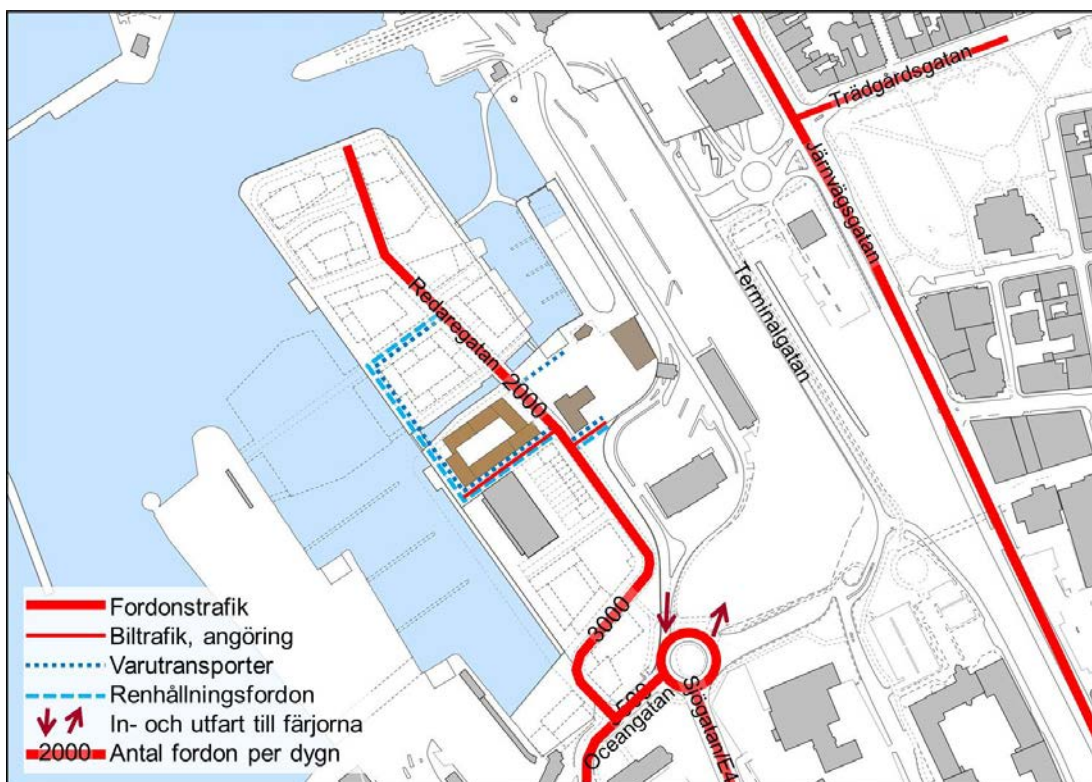 Trädgårdsgatan
Järnvägsgatan
Terminalgatan
Redaregatan
2000
3000
Oceangatan
Sjögatan/E4
Fordonstrafik
Biltrafik, angöring
Varutransporter
Renhållningsfordon
In- och utfart till färjorna
2000 Antal fordon per dygn